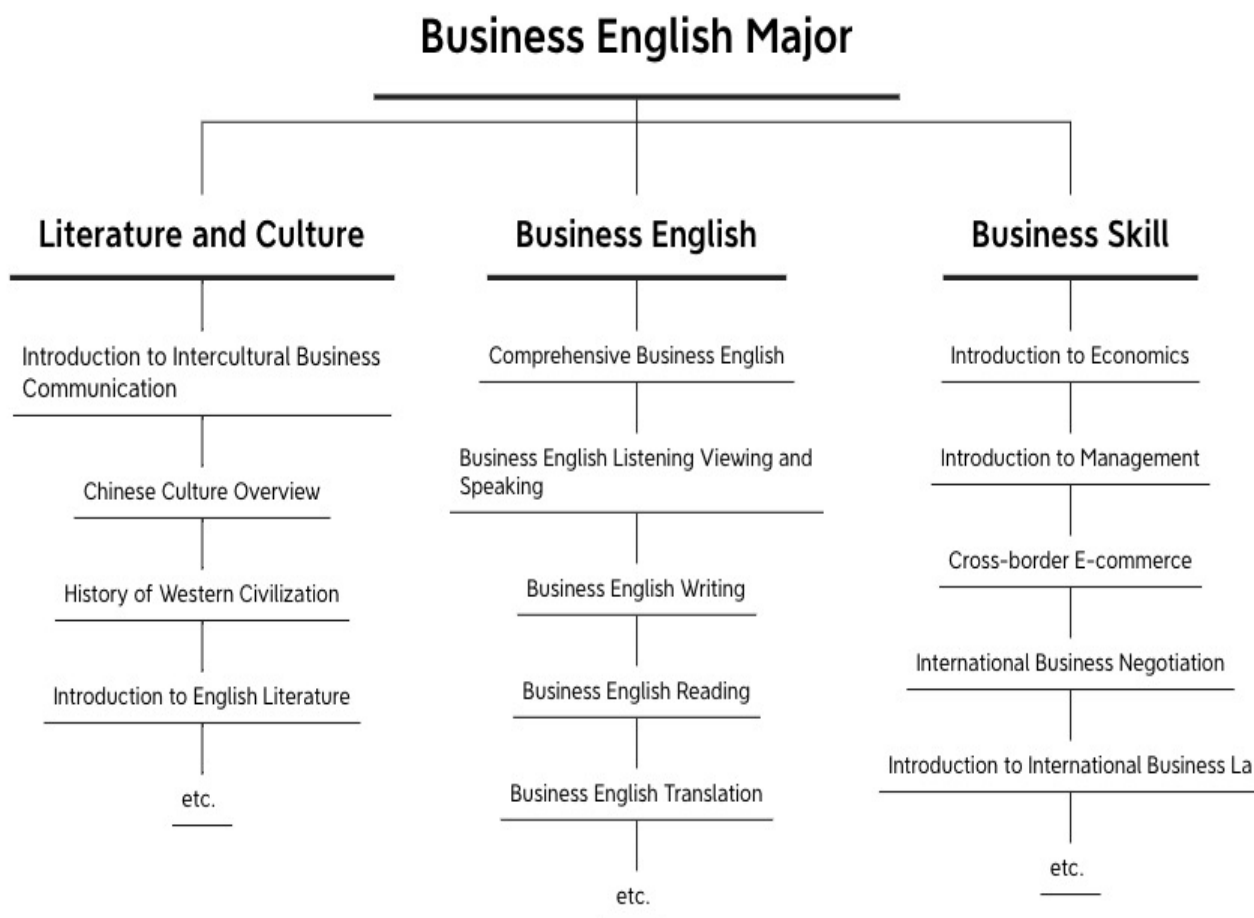 Business English Major
Literature and Culture
Introduction to Intercultural Business
Communication
Chinese Culture Overview
History of Western Civilization
Introduction to English Literature
etc.
Business English
Comprehensive Business English
Business English Listening Viewing and
Speaking
Business English Writing
Business English Reading
Business English Translation
etc.
Business Skill
Introduction to Economics
Introduction to Management
Cross-border E-commerce
International Business Negotiation
Introduction to International Business La
etc.